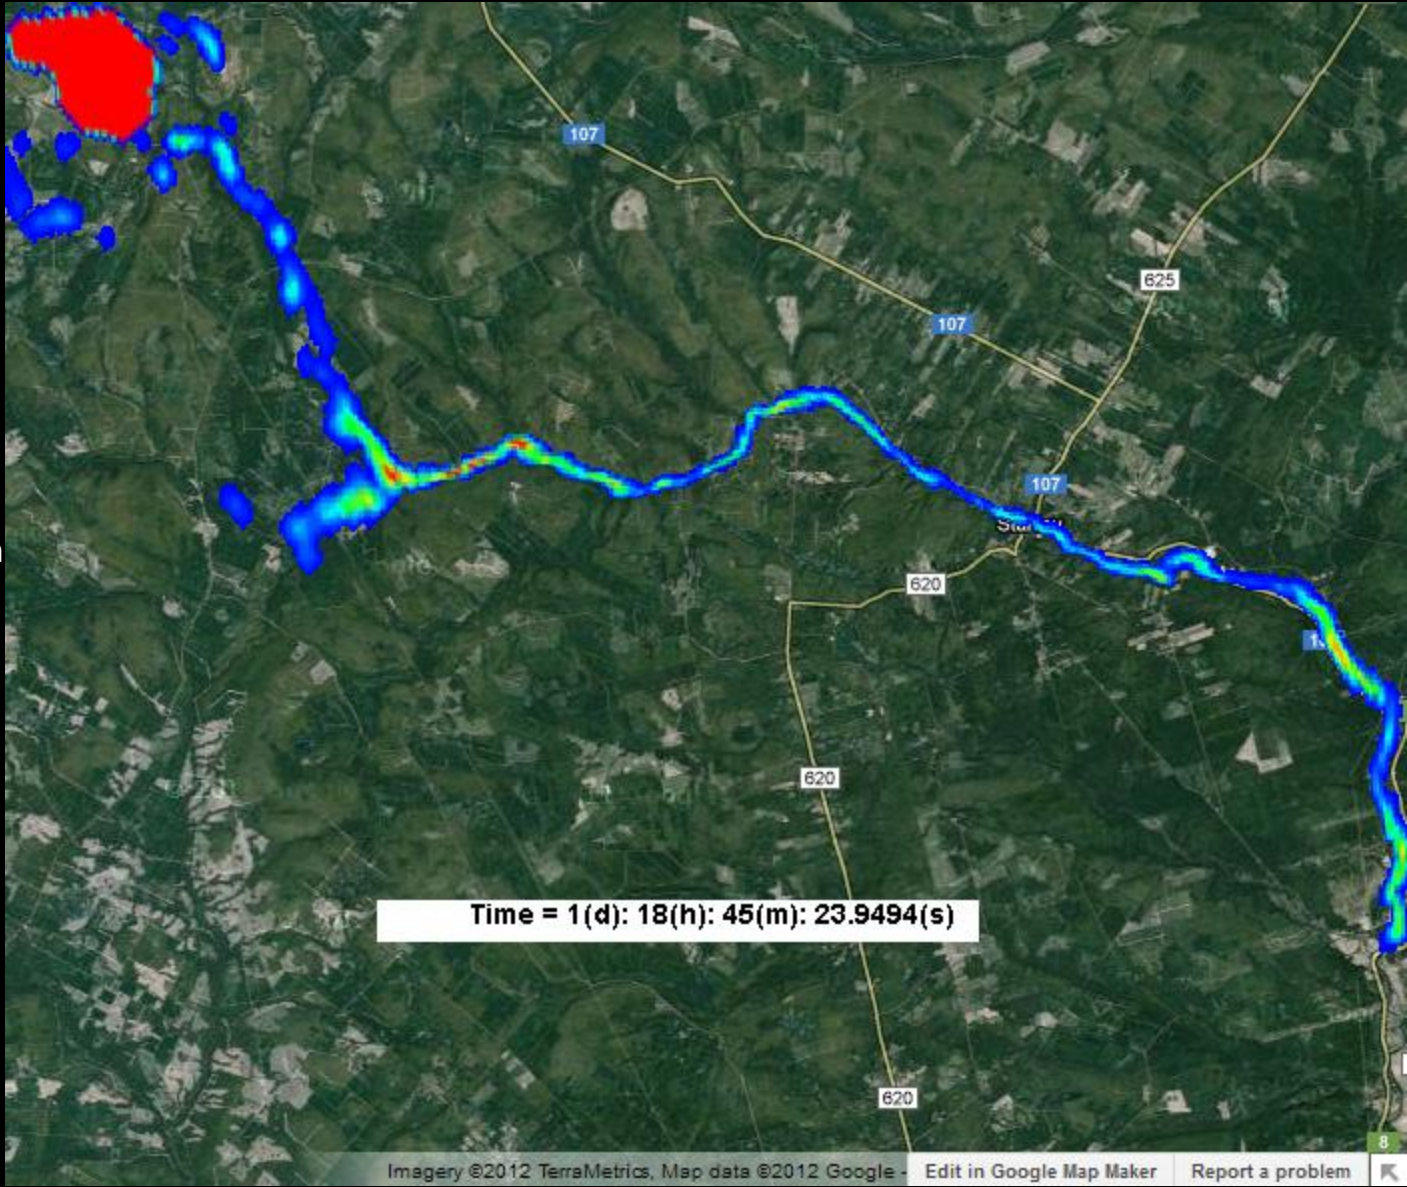 107
625
107
107
620
620
Time = 1(d): 18(h): 45(m): 23.9494(s)
620
8
Imagery ©2012 TerraMetrics, Map data ©2012 Google -
Edit in Google Map Maker
Report a problem